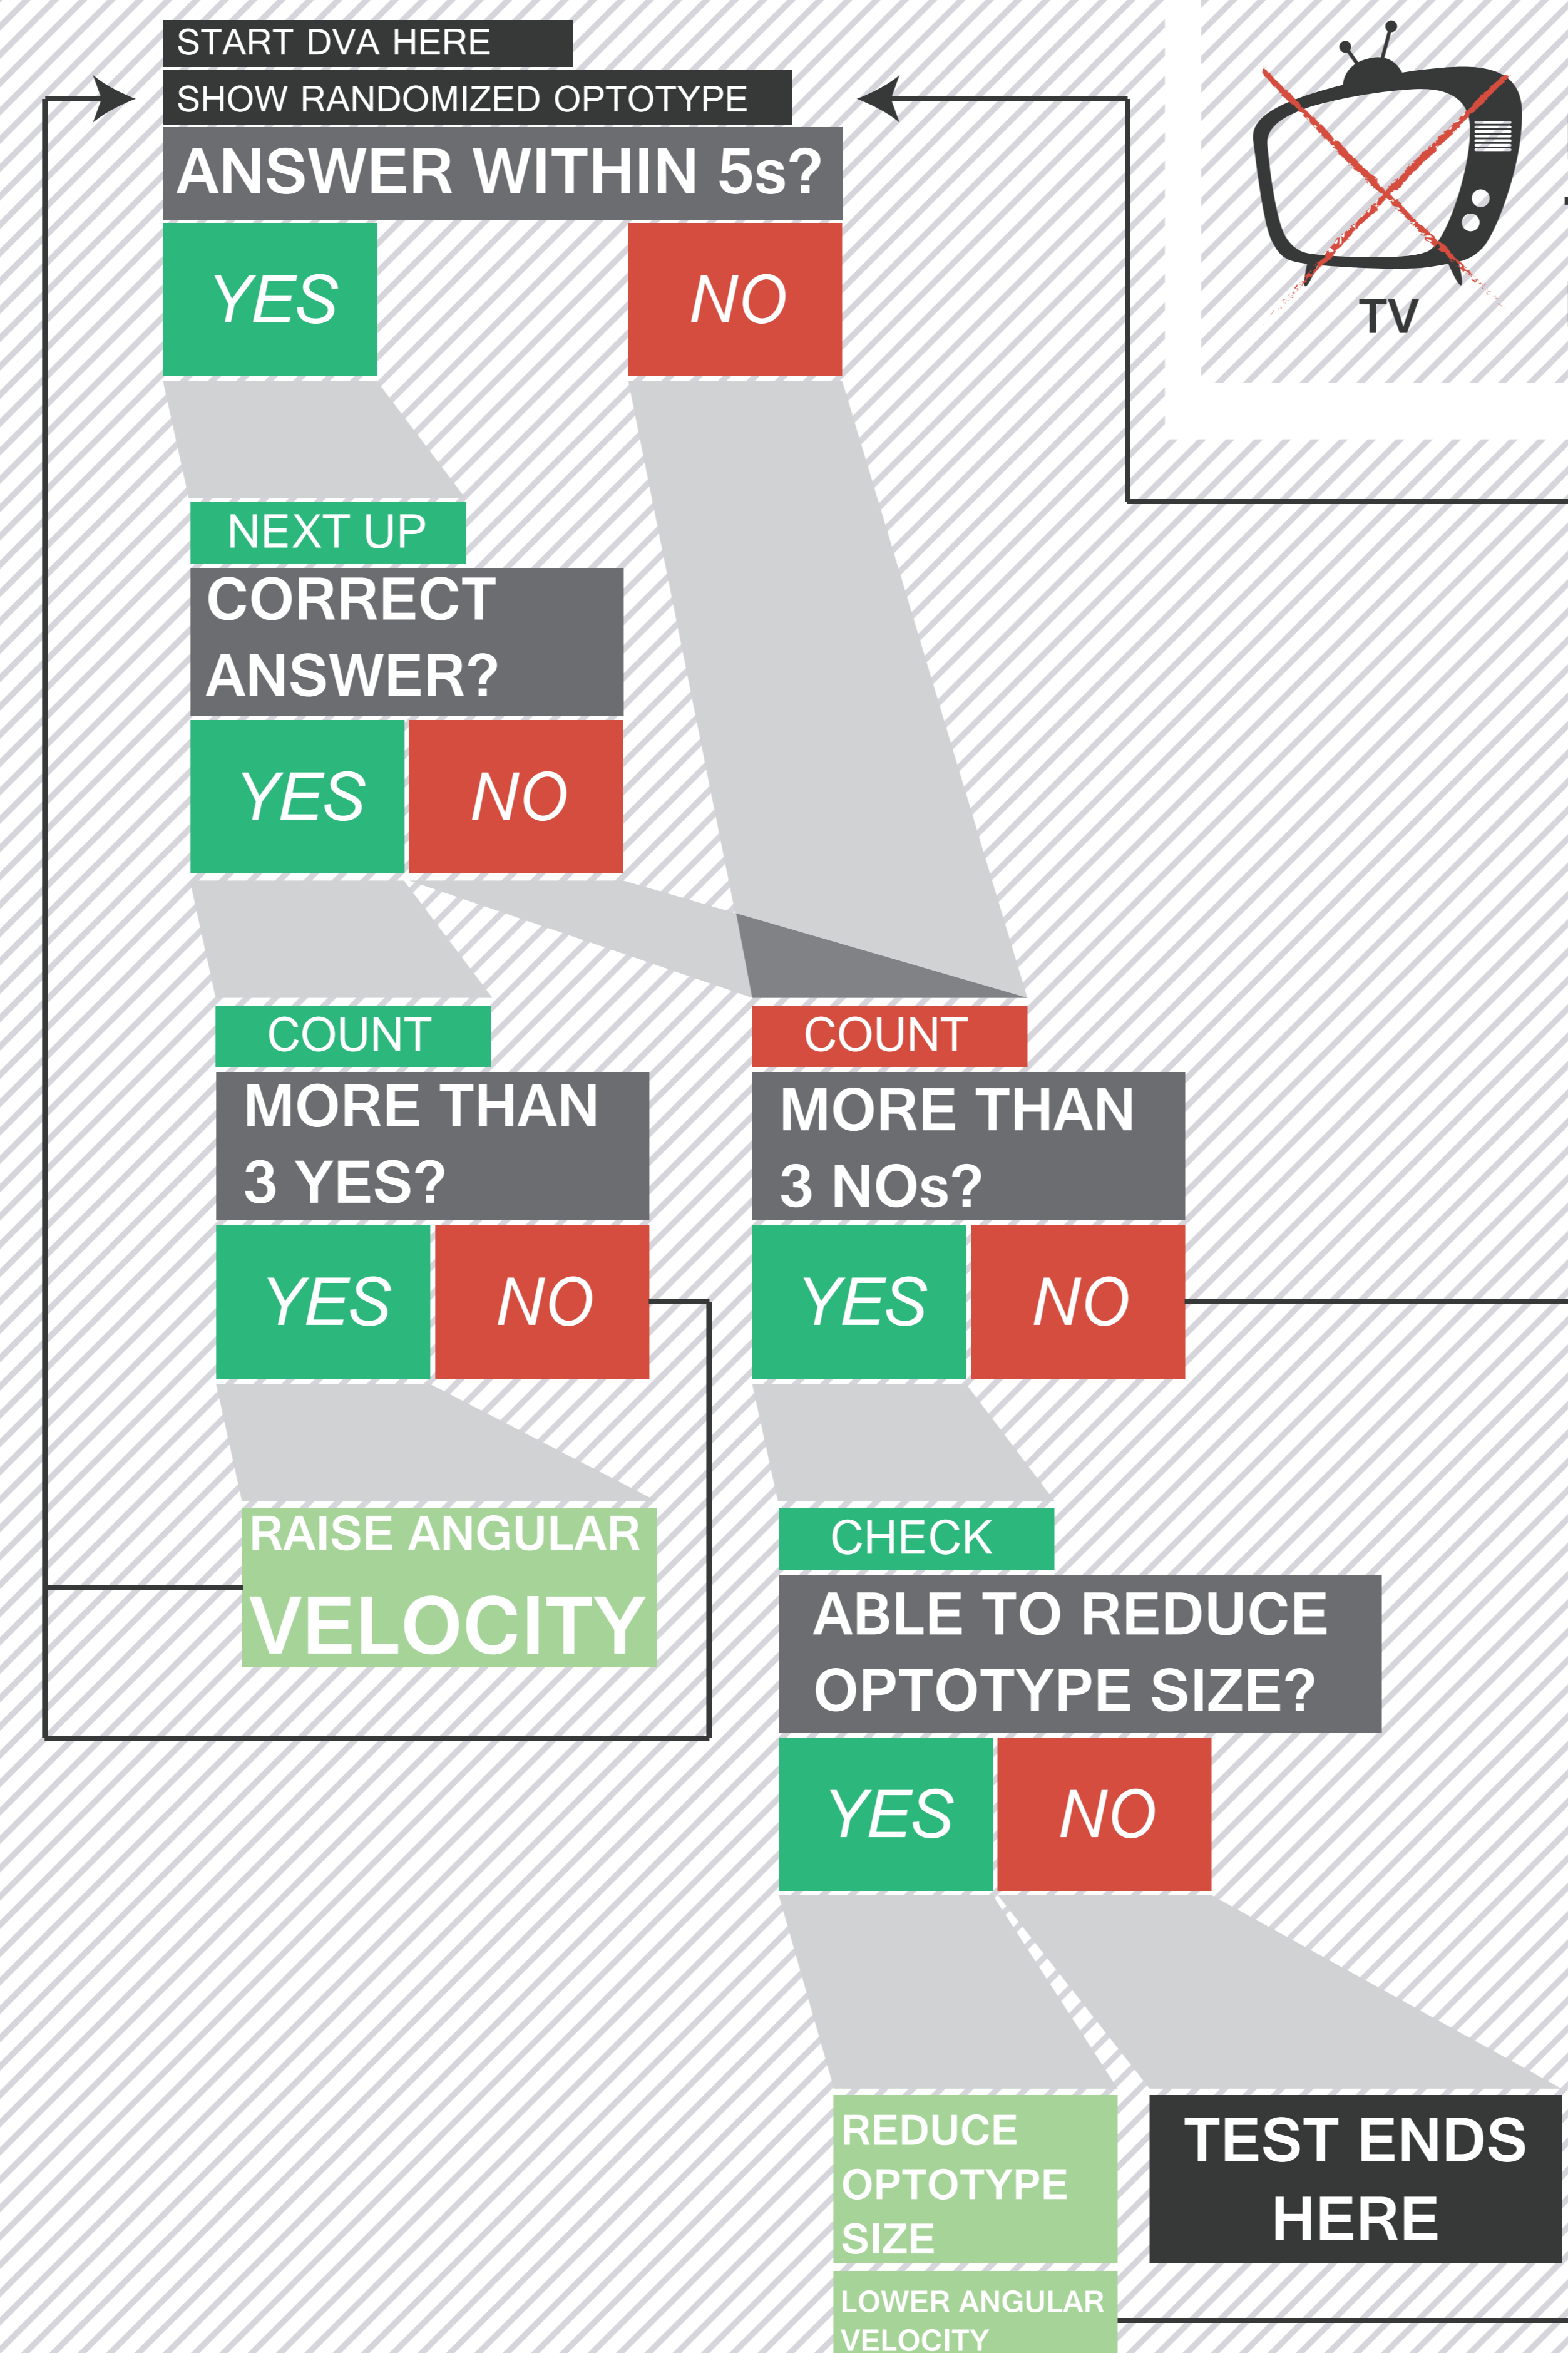 START DVA HERE
SHOW RANDOMIZED OPTOTYPE
ANSWER WITHIN 5s?
YES
NO
TV
NEXT UP
CORRECT
ANSWER?
YES
NO
COUNT
MORE THAN
3 YES?
YES
NO
COUNT
MORE THAN
3 NOs?
YES
NO
RAISE ANGULAR
VELOCITY
CHECK
ABLE TO REDUCE
OPTOTYPE SIZE?
YES
NO
REDUCE
OPTOTYPE
SIZE
LOWER ANGULAR
VELOCITY
TEST ENDS
HERE